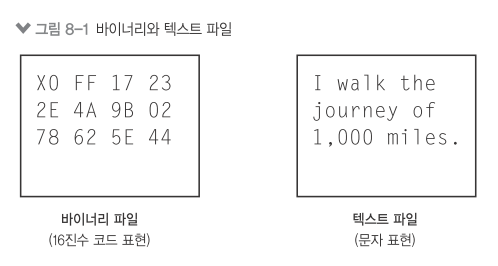 그림 8-1 바이너리와 텍스트 파일
X0 FF 17 23
2E 4A 9B 02
78 62 5E 44
바이너리 파일
(16진수 코드 표현)
I walk the
journey of
1,000 miles.
텍스트 파일
(문자 표현)